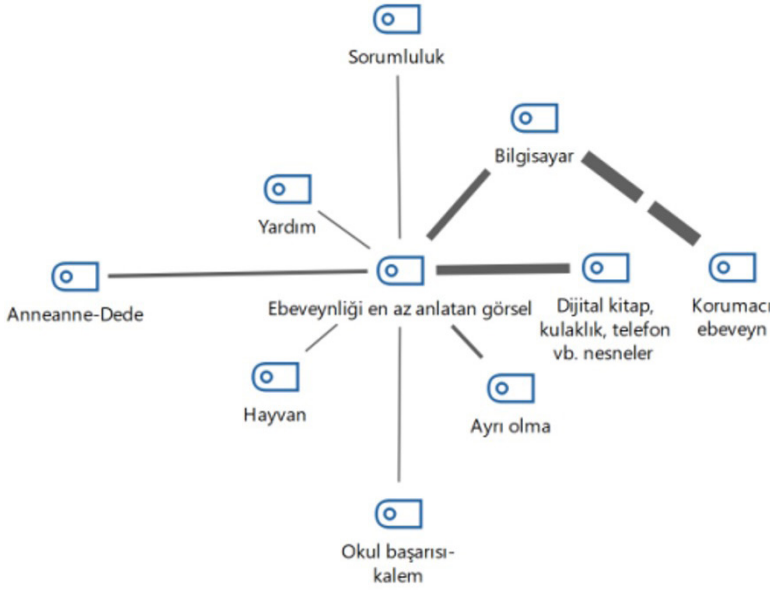 Sorumluluk
Bilgisayar
Yardım
Anneanne-Dede
Ebeveynliği en az anlatan görsel
Dijital kitap,
kulaklık, telefon
vb. nesneler
Korumacı
ebeveyn
Hayvan
Ayrı olma
Okul başarısı-
kalem